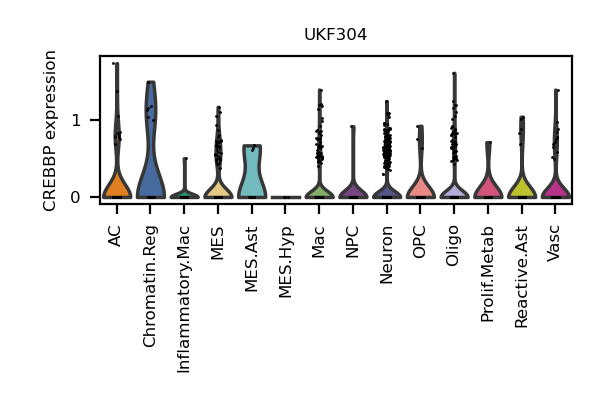 UKF304
CREBBP expression
1
0
AC
Chromatin.Reg
Inflammatory.Mac
MES
MES.Ast
MES.Hyp
Mac
NPC
Neuron
OPC
Oligo
Prolif.Metab
Reactive.Ast
Vasc